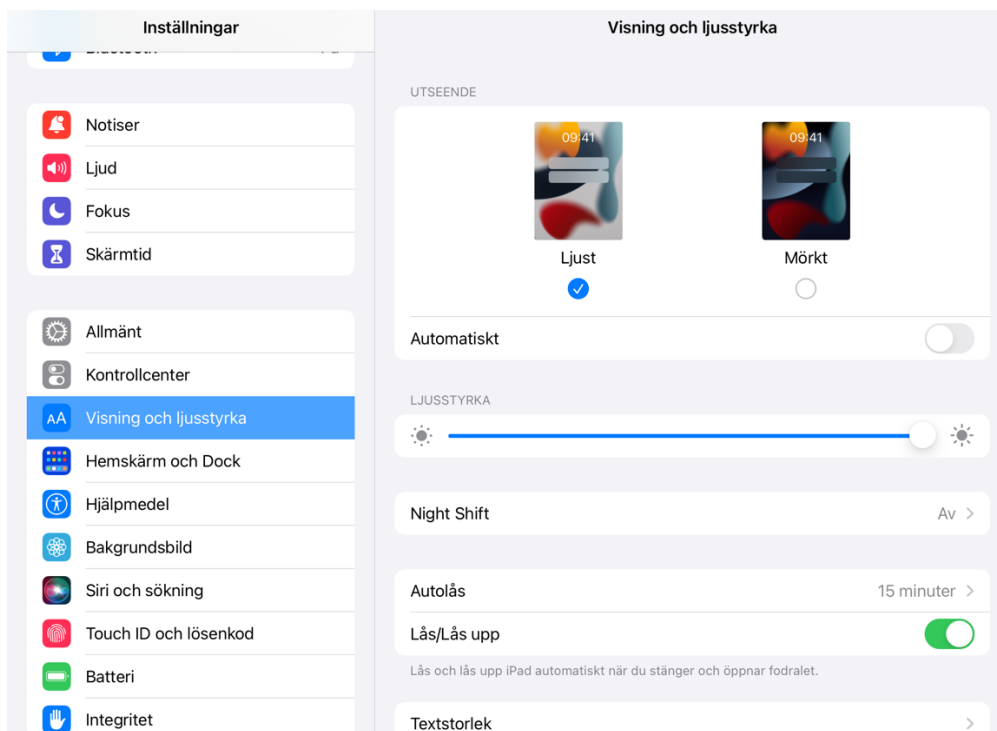 Inställningar
Notiser
Ljud
Fokus
Skärmtid
Allmänt
Kontrollcenter
AA Visning och ljusstyrka
Hemskärm och Dock
Hjälpmedel
Bakgrundsbild
Siri och sökning
Touch ID och lösenkod
Batteri
Integritet
Visning och ljusstyrka
UTSEENDE
09:41 09:41
Ljust Mörkt
Automatiskt
LJUSSTYRKA
Night Shift Av
Autolås 15 minuter
Lås/Lås upp
Lås och lås upp iPad automatiskt när du stänger och öppnar fodralet.
Textstorlek